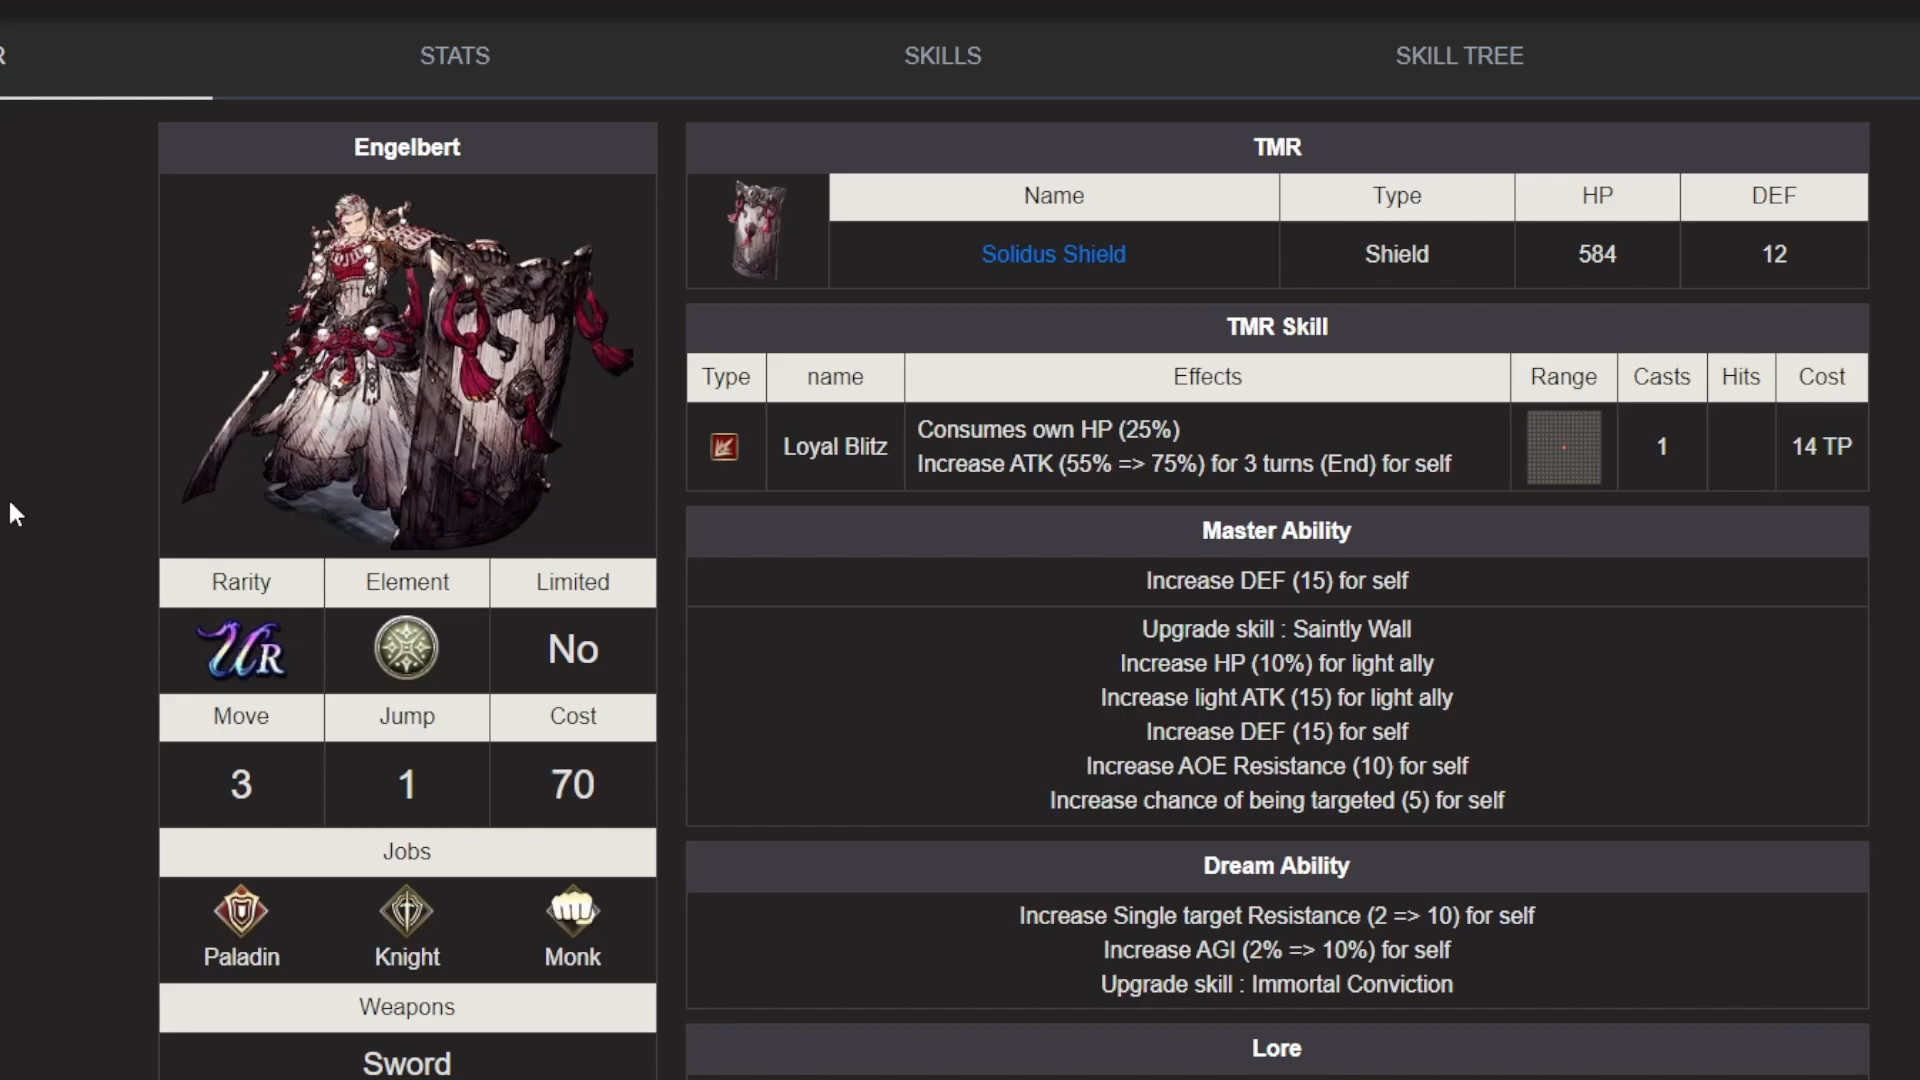 R
STATS
SKILLS
SKILL TREE
Engelbert
Rarity Element Limited
UR No
Move Jump Cost
3 1 70
Jobs
Paladin Knight Monk
Weapons
Sword
TMR
Name Type HP DEF
Solidus Shield Shield 584 12
TMR Skill
Type name Effects Range Casts Hits Cost
Loyal Blitz
Consumes own HP (25%)
Increase ATK (55% => 75%) for 3 turns (End) for self
1 14 TP
Master Ability
Increase DEF (15) for self
Upgrade skill : Saintly Wall
Increase HP (10%) for light ally
Increase light ATK (15) for light ally
Increase DEF (15) for self
Increase AOE Resistance (10) for self
Increase chance of being targeted (5) for self
Dream Ability
Increase Single target Resistance (2 => 10) for self
Increase AGI (2% => 10%) for self
Upgrade skill : Immortal Conviction
Lore